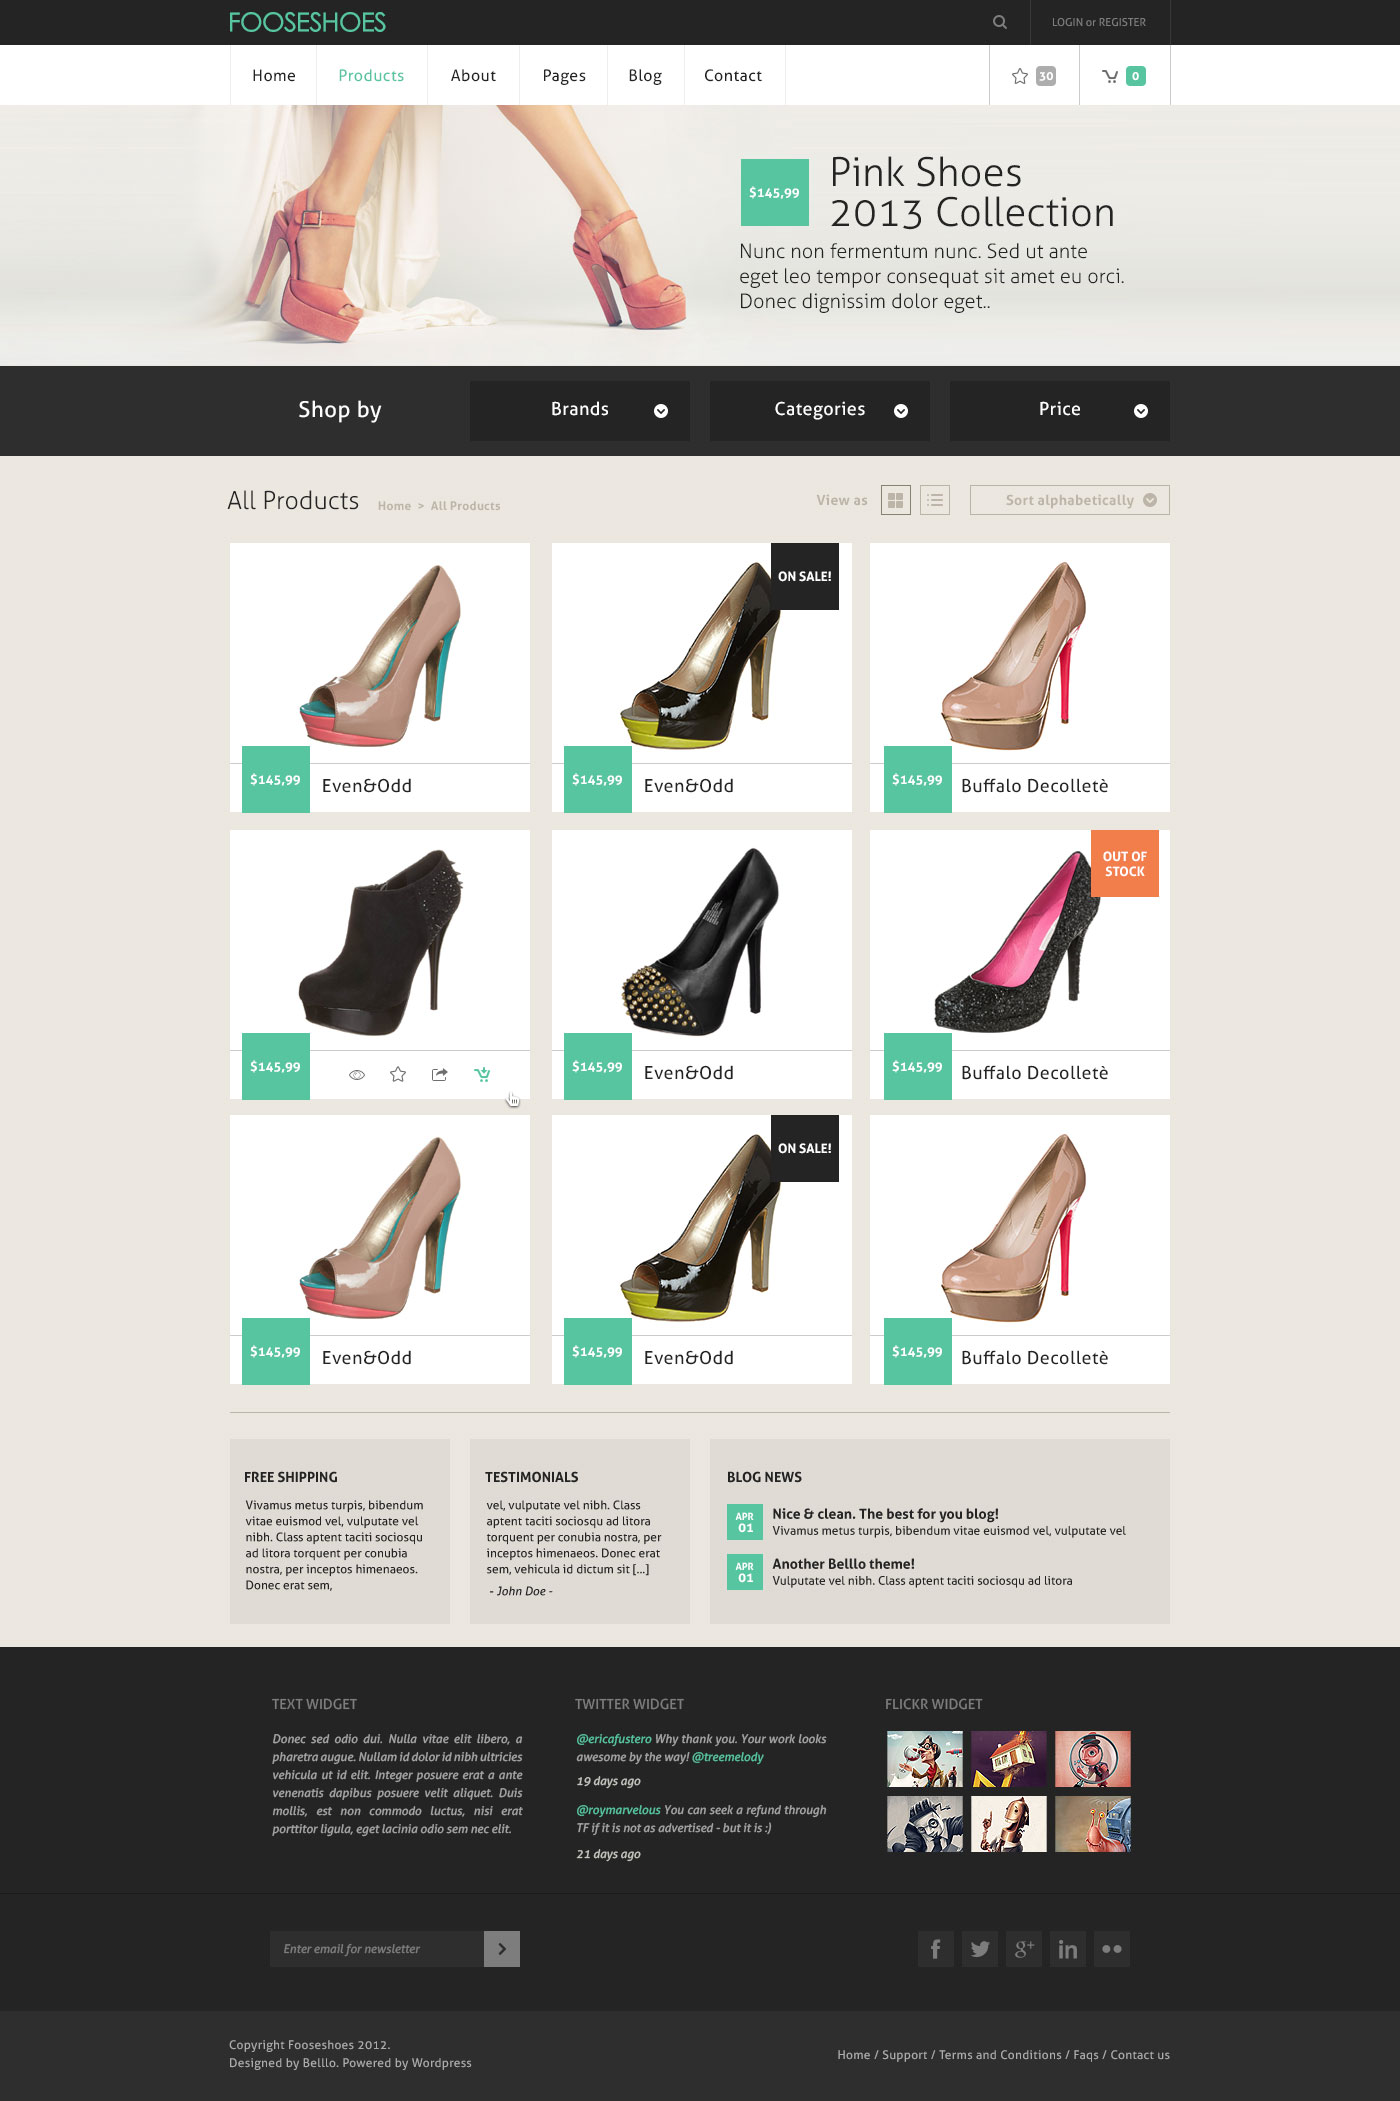 FOOSESHOES
LOGIN or REGISTER
Home Products About Pages Blog Contact
30
0
$145,99
Pink Shoes
2013 Collection
Nunc non fermentum nunc. Sed ut ante
eget leo tempor consequat sit amet eu orci.
Donec dignissim dolor eget..
Shop by
Brands
Categories
Price
All Products
Home > All Products
View as
Sort alphabetically
$145,99
Even&Odd
ON SALE!
$145,99
Even&Odd
$145,99
Buffalo Decolletè
$145,99
$145,99
Even&Odd
OUT OF
STOCK
$145,99
Buffalo Decolletè
$145,99
Even&Odd
ON SALE!
$145,99
Even&Odd
$145,99
Buffalo Decolletè
FREE SHIPPING
Vivamus metus turpis, bibendum
vitae euismod vel, vulputate vel
nibh. Class aptent taciti sociosqu
ad litora torquent per conubia
nostra, per inceptos himenaeos.
Donec erat sem,
TESTIMONIALS
vel, vulputate vel nibh. Class
aptent taciti sociosqu ad litora
torquent per conubia nostra, per
inceptos himenaeos. Donec erat
sem, vehicula id dictum sit [...]
- John Doe -
BLOG NEWS
APR
01
Nice & clean. The best for you blog!
Vivamus metus turpis, bibendum vitae euismod vel, vulputate vel
APR
01
Another Belllo theme!
Vulputate vel nibh. Class aptent taciti sociosqu ad litora
TEXT WIDGET
Donec sed odio dui. Nulla vitae elit libero, a
pharetra augue. Nullam id dolor id nibh ultricies
vehicula ut id elit. Integer posuere erat a ante
venenatis dapibus posuere velit aliquet. Duis
mollis, est non commodo luctus, nisi erat
porttitor ligula, eget lacinia odio sem nec elit.
TWITTER WIDGET
@ericafustero Why thank you. Your work looks
awesome by the way! @treemelody
19 days ago
@roymarvelous You can seek a refund through
TF if it is not as advertised - but it is :)
21 days ago
FLICKR WIDGET
Enter email for newsletter
Copyright Fooseshoes 2012.
Designed by Belllo. Powered by Wordpress
Home / Support / Terms and Conditions / Faqs / Contact us